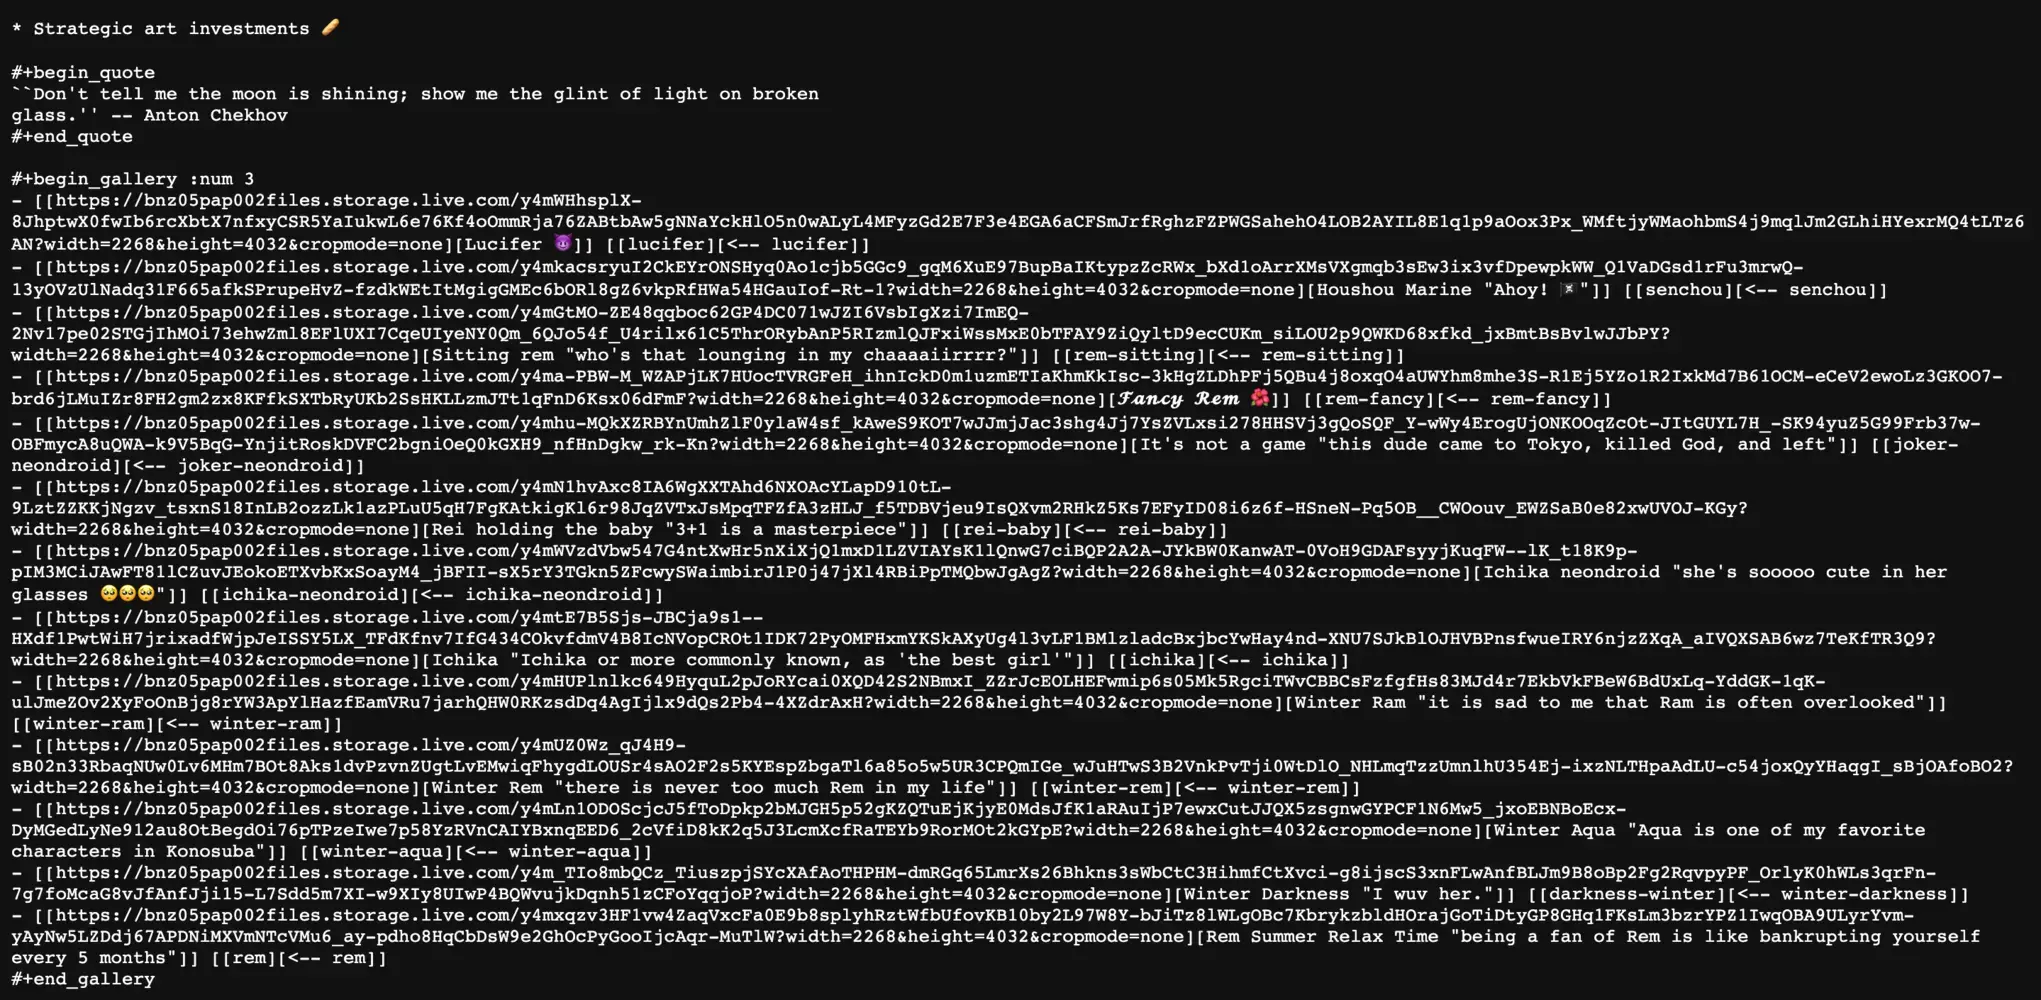 * Strategic art investments 🥖
#+begin_quote
``Don't tell me the moon is shining; show me the glint of light on broken
glass.'' -- Anton Chekhov
#+end_quote
#+begin_gallery :num 3
- [[https://bnz05pap002files.storage.live.com/y4mWHhsplX-
8JhptwX0fwIb6rcXbtX7nfxyCSR5YaIukwL6e76Kf4oOmmRja76ZABtbAw5gNNaYckHlO5n0wALyL4MFyzGd2E7F3e4EGA6aCFSmJrfRghzFZPWGSahehO4LOB2AYIL8E1q1p9aOox3Px_WMftjyWMaohbmS4j9mqlJm2GLhiHYexrMQ4tLTz6
AN?width=2268&height=4032&cropmode=none][Lucifer 😈]] [[lucifer][<-- lucifer]]
- [[https://bnz05pap002files.storage.live.com/y4mkacsryuI2CkEYrONSHyq0Ao1cjb5GGc9_gqM6XuE97BupBaIKtypzZcRWx_bXd1oArrXMsVXgmqb3sEw3ix3vfDpewpkWW_Q1VaDGsd1rFu3mrwQ-
13yOVzUlNadq31F665afkSPrupeHvZ-fzdkWEtItMgigGMEc6bORl8gZ6vkpRfHWa54HGauIof-Rt-1?width=2268&height=4032&cropmode=none][Houshou Marine "Ahoy! 🏴‍☠️"]] [[senchou][<-- senchou]]
- [[https://bnz05pap002files.storage.live.com/y4mGtMO-ZE48qqboc62GP4DC071wJZI6VsbIgXzi7ImEQ-
2Nv17pe02STGjIhMOi73ehwZml8EFlUXI7CqeUIyeNY0Qm_6QJo54f_U4rilx61C5ThrORybAnP5RIzmlQJFxiWssMxE0bTFAY9ZiQyltD9ecCUKm_siLOU2p9QWKD68xfkd_jxBmtBsBvlwJJbPY?
width=2268&height=4032&cropmode=none][Sitting rem "who's that lounging in my chaaaaiirrrr?"]] [[rem-sitting][<-- rem-sitting]]
- [[https://bnz05pap002files.storage.live.com/y4ma-PBW-M_WZAPjLK7HUocTVRGFeH_ihnIckD0m1uzmETIaKhmKkIsc-3kHgZLDhPFj5QBu4j8oxqO4aUWYhm8mhe3S-R1Ej5YZo1R2IxkMd7B61OCM-eCeV2ewoLz3GKOO7-
brd6jLMuIZr8FH2gm2zx8KFfkSXTbRyUKb2SsHKLLzmJTt1qFnD6Ksx06dFmF?width=2268&height=4032&cropmode=none][𝓕𝓪𝓷𝓬𝔂 𝓡𝓮𝓶 🌺]] [[rem-fancy][<-- rem-fancy]]
- [[https://bnz05pap002files.storage.live.com/y4mhu-MQkXZRBYnUmhZlF0ylaW4sf_kAweS9KOT7wJJmjJac3shg4Jj7YsZVLxsi278HHSVj3gQoSQF_Y-wWy4ErogUjONKOOqZcOt-JItGUYL7H_-SK94yuZ5G99Frb37w-
OBFmycA8uQWA-k9V5BqG-YnjitRoskDVFC2bgniOeQ0kGXH9_nfHnDgkw_rk-Kn?width=2268&height=4032&cropmode=none][It's not a game "this dude came to Tokyo, killed God, and left"]] [[joker-
neondroid][<-- joker-neondroid]]
- [[https://bnz05pap002files.storage.live.com/y4mN1hvAxc8IA6WgXXTAhd6NXOAcYLapD910tL-
9LztZZKKjNgzv_tsxnS18InLB2ozzLk1azPLuU5qH7FgKAtkigKl6r98JqZVTxJsMpqTFZfA3zHLJ_f5TDBVjeu9IsQXvm2RHkZ5Ks7EFyID08i6z6f-HSneN-Pq5OB__CWOouv_EWZSaB0e82xwUVOJ-KGy?
width=2268&height=4032&cropmode=none][Rei holding the baby "3+1 is a masterpiece"]] [[rei-baby][<-- rei-baby]]
- [[https://bnz05pap002files.storage.live.com/y4mWVzdVbw547G4ntXwHr5nXiXjQ1mxD1LZVIAYsK1lQnwG7ciBQP2A2A-JYkBW0KanwAT-0VoH9GDAFsyyjKuqFW--lK_t18K9p-
pIM3MCiJAwFT81lCZuvJEokoETXvbKxSoayM4_jBFII-sX5rY3TGkn5ZFcwySWaimbirJ1P0j47jXl4RBiPpTMQbwJgAgZ?width=2268&height=4032&cropmode=none][Ichika neondroid "she's sooooo cute in her
glasses 🥺🥺🥺"]] [[ichika-neondroid][<-- ichika-neondroid]]
- [[https://bnz05pap002files.storage.live.com/y4mtE7B5Sjs-JBCja9s1--
HXdf1PwtWiH7jrixadfWjpJeISSY5LX_TFdKfnv7IfG434COkvfdmV4B8IcNVopCROt1IDK72PyOMFHxmYKSkAXyUg4l3vLF1BMlzladcBxjbcYwHay4nd-XNU7SJkBlOJHVBPnsfwueIRY6njzZXqA_aIVQXSAB6wz7TeKfTR3Q9?
width=2268&height=4032&cropmode=none][Ichika "Ichika or more commonly known, as 'the best girl'"]] [[ichika][<-- ichika]]
- [[https://bnz05pap002files.storage.live.com/y4mHUPlnlkc649HyquL2pJoRYcai0XQD42S2NBmxI_ZZrJcEOLHEFwmip6s05Mk5RgciTWvCBBCsFzfgfHs83MJd4r7EkbVkFBeW6BdUxLq-YddGK-1qK-
ulJmeZOv2XyFoOnBjg8rYW3ApYlHazfEamVRu7jarhQHW0RKzsdDq4AgIjlx9dQs2Pb4-4XZdrAxH?width=2268&height=4032&cropmode=none][Winter Ram "it is sad to me that Ram is often overlooked"]]
[[winter-ram][<-- winter-ram]]
- [[https://bnz05pap002files.storage.live.com/y4mUZ0Wz_qJ4H9-
sB02n33RbaqNUw0Lv6MHm7BOt8Aks1dvPzvnZUgtLvEMwiqFhygdLOUSr4sAO2F2s5KYEspZbgaTl6a85o5w5UR3CPQmIGe_wJuHTwS3B2VnkPvTji0WtDlO_NHLmqTzzUmnlhU354Ej-ixzNLTHpaAdLU-c54joxQyYHaqgI_sBjOAfoBO2?
width=2268&height=4032&cropmode=none][Winter Rem "there is never too much Rem in my life"]] [[winter-rem][<-- winter-rem]]
- [[https://bnz05pap002files.storage.live.com/y4mLn1ODOScjcJ5fToDpkp2bMJGH5p52gKZQTuEjKjyE0MdsJfK1aRAuIjP7ewxCutJJQX5zsgnwGYPCF1N6Mw5_jxoEBNBoEcx-
DyMGedLyNe912au8OtBegdOi76pTPzeIwe7p58YzRVnCAIYBxnqEED6_2cVfiD8kK2q5J3LcmXcfRaTEYb9RorMOt2kGYpE?width=2268&height=4032&cropmode=none][Winter Aqua "Aqua is one of my favorite
characters in Konosuba"]] [[winter-aqua][<-- winter-aqua]]
- [[https://bnz05pap002files.storage.live.com/y4m_TIo8mbQCz_TiuszpjSYcXAfAoTHPHM-dmRGq65LmrXs26Bhkns3sWbCtC3HihmfCtXvci-g8ijscS3xnFLwAnfBLJm9B8oBp2Fg2RqvpyPF_OrlyK0hWLs3qrFn-
7g7foMcaG8vJfAnfJji15-L7Sdd5m7XI-w9XIy8UIwP4BQWvujkDqnh51zCFoYqqjoP?width=2268&height=4032&cropmode=none][Winter Darkness "I wuv her."]] [[darkness-winter][<-- winter-darkness]]
- [[https://bnz05pap002files.storage.live.com/y4mxqzv3HF1vw4ZaqVxcFa0E9b8splyhRztWfbUfovKB10by2L97W8Y-bJiTz8lWLgOBc7KbrykzbldHOrajGoTiDtyGP8GHq1FKsLm3bzrYPZ1IwqOBA9ULyrYvm-
yAyNw5LZDdj67APDNiMXVmNTcVMu6_ay-pdho8HqCbDsW9e2GhOcPyGooIjcAqr-MuTlW?width=2268&height=4032&cropmode=none][Rem Summer Relax Time "being a fan of Rem is like bankrupting yourself
every 5 months"]] [[rem][<-- rem]]
#+end_gallery